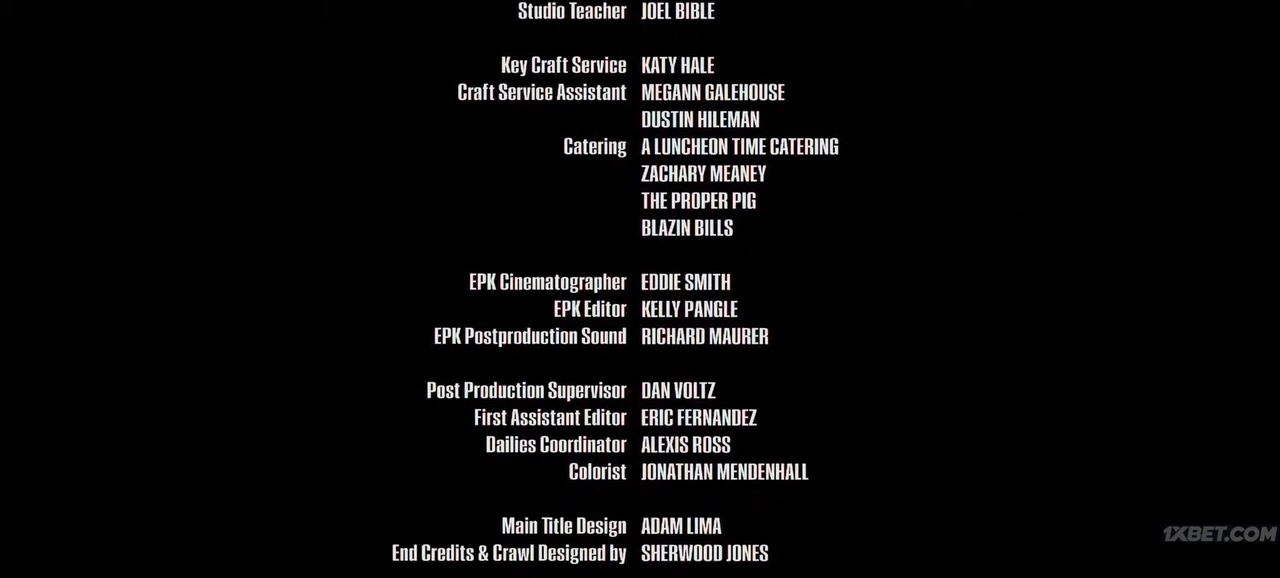 Studio Teacher JOEL BIBLE
Key Craft Service KATY HALE
Craft Service Assistant MEGANN GALEHOUSE
DUSTIN HILEMAN
Catering A LUNCHEON TIME CATERING
ZACHARY MEANEY
THE PROPER PIG
BLAZIN BILLS
EPK Cinematographer EDDIE SMITH
EPK Editor KELLY PANGLE
EPK Postproduction Sound RICHARD MAURER
Post Production Supervisor DAN VOLTZ
First Assistant Editor ERIC FERNANDEZ
Dailies Coordinator ALEXIS ROSS
Colorist JONATHAN MENDENHALL
Main Title Design ADAM LIMA
1XBET.COM
End Credits & Crawl Designed by SHERWOOD JONES